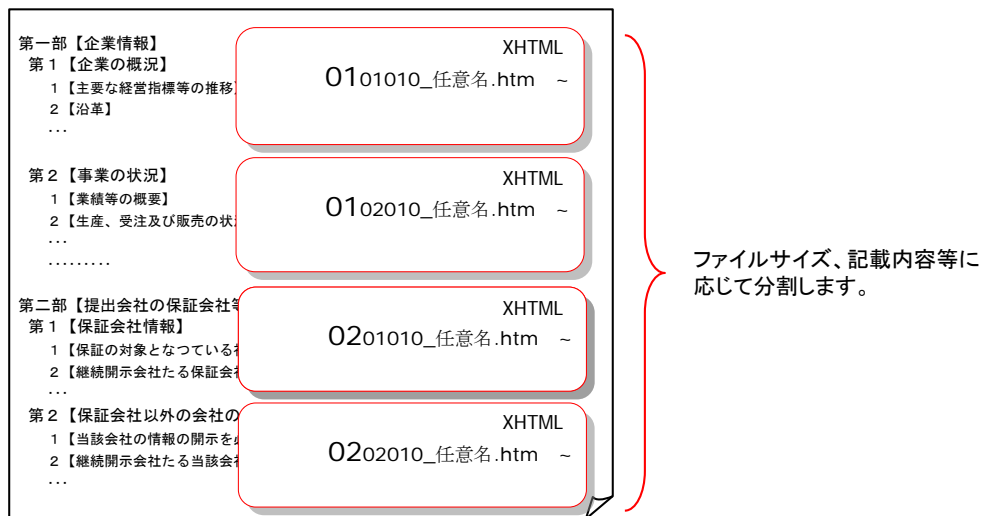 第一部【企業情報】
第1【企業の概況】
1【主要な経営指標等の推移】
2【沿革】
...
XHTML
0101010_任意名.htm ~
第2【事業の状況】
1【業績等の概要】
2【生産、受注及び販売の状
...
.........
XHTML
0102010_任意名.htm ~
第二部【提出会社の保証会社等
第1【保証会社情報】
1【保証の対象となつている
2【継続開示会社たる保証会
...
XHTML
0201010_任意名.htm ~
第2【保証会社以外の会社の
1【当該会社の情報の開示を
2【継続開示会社たる当該会
...
XHTML
0202010_任意名.htm ~
ファイルサイズ、記載内容等に
応じて分割します。